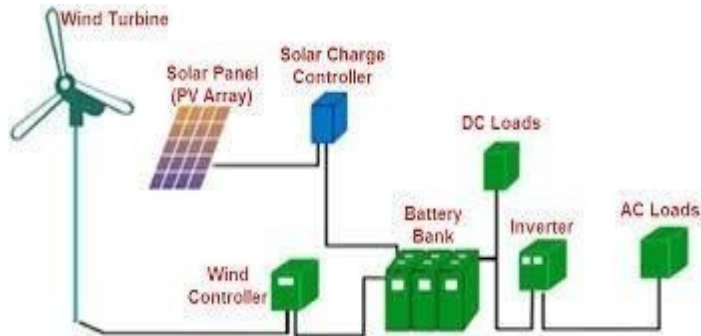 Wind Turbine
Solar Panel
(PV Array)
Solar Charge
Controller
DC Loads
Battery
Bank
Inverter
AC Loads
Wind
Controller